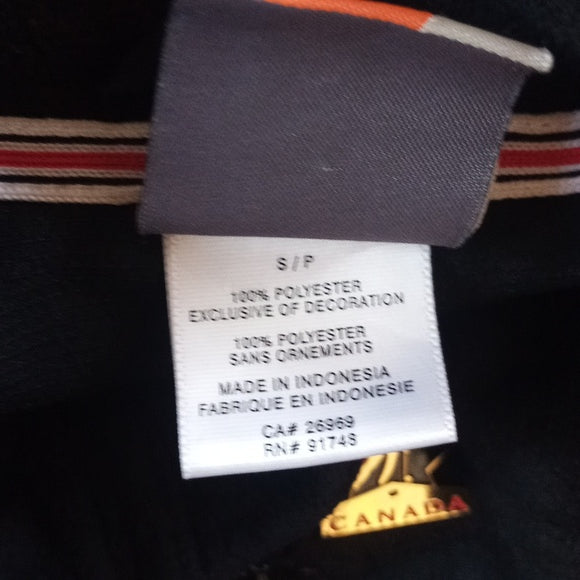 S / P
100% POLYESTER
EXCLUSIVE OF DECORATION
100% POLYESTER
SANS ORNEMENTS
MADE IN INDONESIA
FABRIQUE EN INDONESIE
CA# 26969
RN# 91748
CANADA